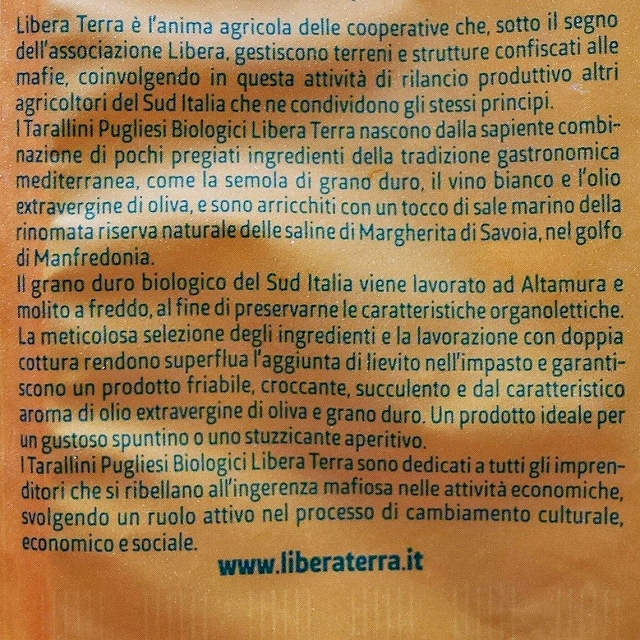 Libera Terra è l'anima agricola delle cooperative che, sotto il segno
dell'associazione Libera, gestiscono terreni e strutture confiscati alle
mafie, coinvolgendo in questa attività di rilancio produttivo altri
agricoltori del Sud Italia che ne condividono gli stessi principi.
I Tarallini Pugliesi Biologici Libera Terra nascono dalla sapiente combi-
nazione di pochi pregiati ingredienti della tradizione gastronomica
mediterranea, come la semola di grano duro, il vino bianco e l'olio
extravergine di oliva, e sono arricchiti con un tocco di sale marino della
rinomata riserva naturale delle saline di Margherita di Savoia, nel golfo
di Manfredonia.
Il grano duro biologico del Sud Italia viene lavorato ad Altamura e
molito a freddo, al fine di preservarne le caratteristiche organolettiche.
La meticolosa selezione degli ingredienti e la lavorazione con doppia
cottura rendono superflua l'aggiunta di lievito nell'impasto e garanti-
scono un prodotto friabile, croccante, succulento e dal caratteristico
aroma di olio extravergine di oliva e grano duro. Un prodotto ideale per
un gustoso spuntino o uno stuzzicante aperitivo.
I Tarallini Pugliesi Biologici Libera Terra sono dedicati a tutti gli impren-
ditori che si ribellano all'ingerenza mafiosa nelle attività economiche,
svolgendo un ruolo attivo nel processo di cambiamento culturale,
economico e sociale.
www.liberaterra.it